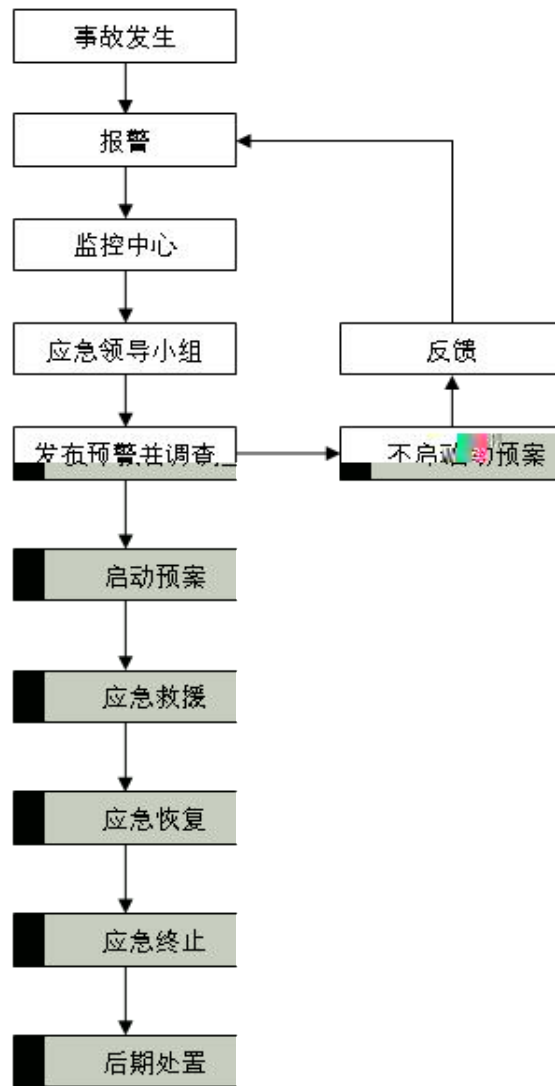 事故发生
报警
监控中心
应急领导小组
反馈
发布预警并调查
不启动预案
启动预案
应急救援
应急恢复
应急终止
后期处置